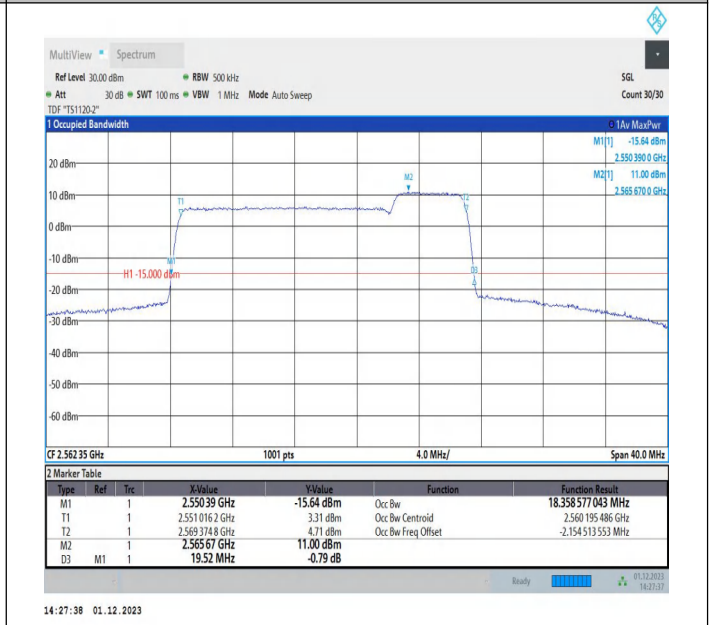 MultiView Spectrum
Ref Level 30.00 dBm RBW 500 kHz SGL
Att 30 dB SWT 100 ms VBW 1 MHz Mode Auto Sweep Count 30/30
TDF "TS1120-2"
1 Occupied Bandwidth 1Av MaxPwr
M1[1] -15.64 dBm
2.550 390 0 GHz
M2[1] 11.00 dBm
2.565 670 0 GHz
20 dBm
M2
10 dBm
T1
T2
0 dBm
-10 dBm
M1
D3
H1 -15.000 dBm
-20 dBm
-30 dBm
-40 dBm
-50 dBm
-60 dBm
CF 2.562 35 GHz 1001 pts 4.0 MHz/ Span 40.0 MHz
2 Marker Table
Type Ref Trc X-Value Y-Value Function Function Result
M1 1 2.550 39 GHz -15.64 dBm Occ Bw 18.358 577 043 MHz
T1 1 2.551 016 2 GHz 3.31 dBm Occ Bw Centroid 2.560 195 486 GHz
T2 1 2.569 374 8 GHz 4.71 dBm Occ Bw Freq Offset -2.154 513 553 MHz
M2 1 2.565 67 GHz 11.00 dBm
D3 M1 1 19.52 MHz -0.79 dB
Ready 01.12.2023
14:27:37
14:27:38 01.12.2023